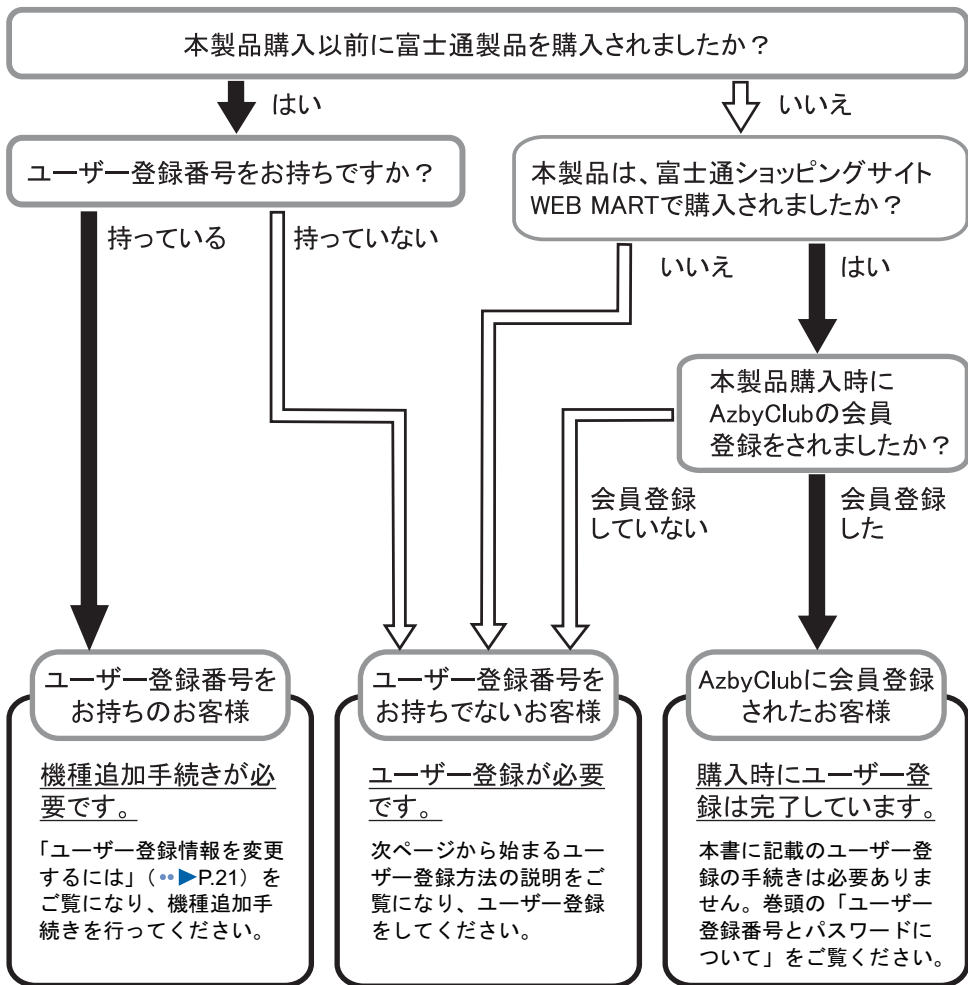 本製品購入以前に富士通製品を購入されましたか？
はい
いいえ
ユーザー登録番号をお持ちですか？
本製品は、富士通ショッピングサイト
WEB MARTで購入されましたか？
持っている
持っていない
いいえ
はい
本製品購入時に
AzbyClubの会員
登録をされましたか？
会員登録
していない
会員登録
した
ユーザー登録番号を
お持ちのお客様
機種追加手続きが必
要です。
「ユーザー登録情報を変更
するには」（••▶P.21）を
ご覧になり、機種追加手
続きを行ってください。
ユーザー登録番号を
お持ちでないお客様
ユーザー登録が必要
です。
次ページから始まるユー
ザー登録方法の説明をご
覧になり、ユーザー登録
をしてください。
AzbyClubに会員登録
されたお客様
購入時にユーザー登
録は完了しています。
本書に記載のユーザー登
録の手続きは必要ありま
せん。巻頭の「ユーザー
登録番号とパスワードに
ついて」をご覧ください。